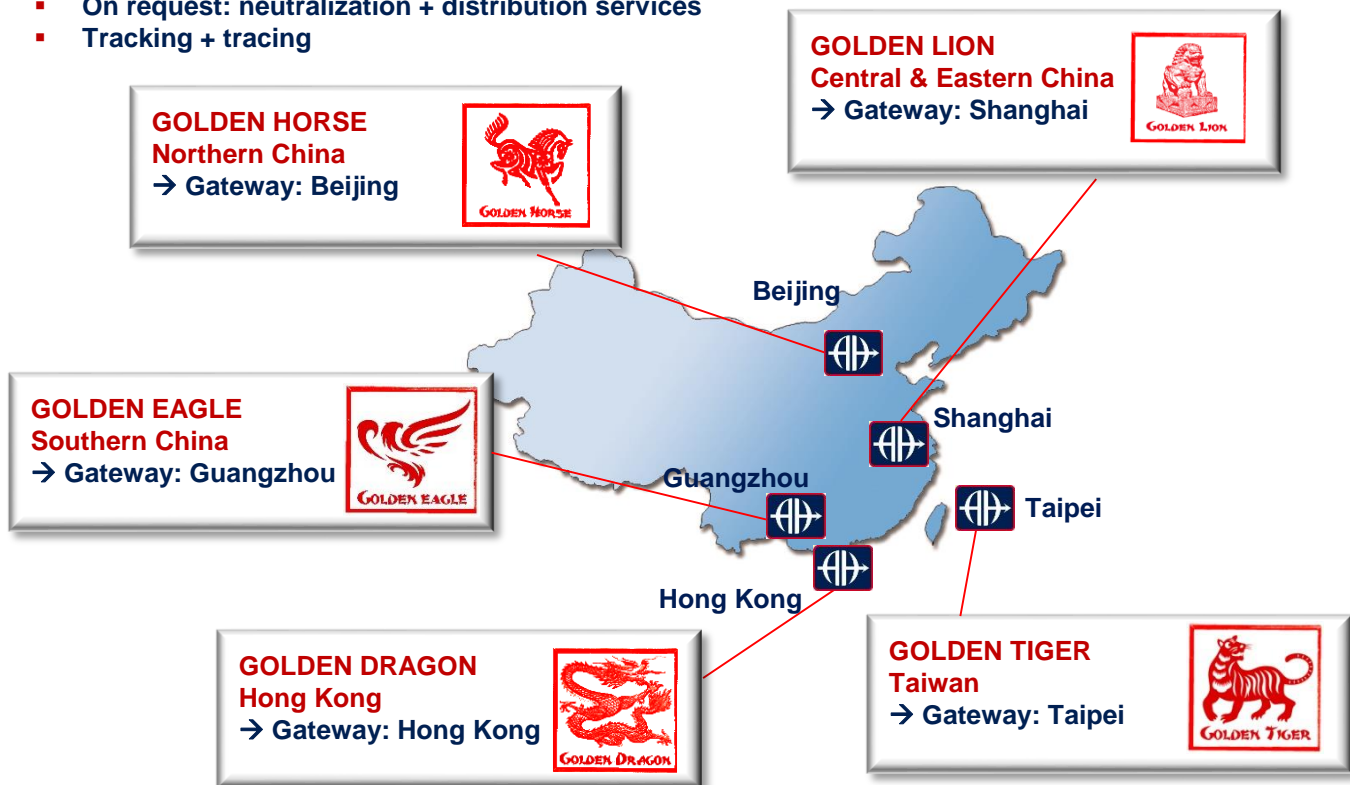 ▪ On request: neutralization + distribution services
▪ Tracking + tracing
GOLDEN LION
Central & Eastern China
→ Gateway: Shanghai
GOLDEN LION
GOLDEN HORSE
Northern China
→ Gateway: Beijing
GOLDEN HORSE
Beijing
GOLDEN EAGLE
Southern China
→ Gateway: Guangzhou
GOLDEN EAGLE
Shanghai
Guangzhou
Taipei
Hong Kong
GOLDEN DRAGON
Hong Kong
→ Gateway: Hong Kong
GOLDEN DRAGON
GOLDEN TIGER
Taiwan
→ Gateway: Taipei
GOLDEN TIGER